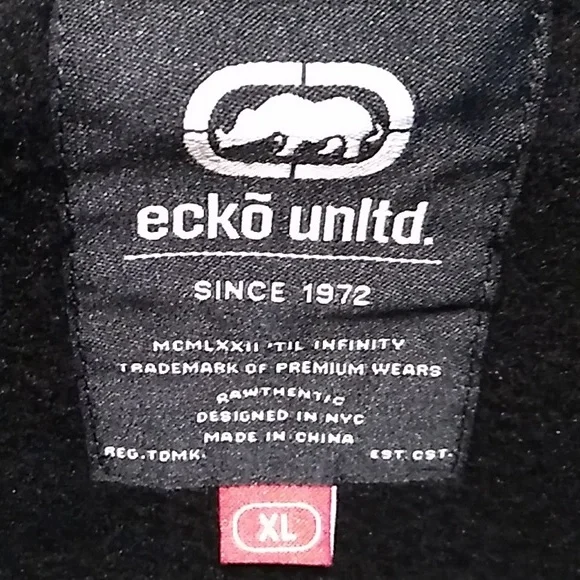 eckō unltd.
SINCE 1972
MCMLXXII 'TIL INFINITY
TRADEMARK OF PREMIUM WEARS
RAWTHENTIC
DESIGNED IN NYC
MADE IN CHINA
REG.TDMK. EST. CST.
XL